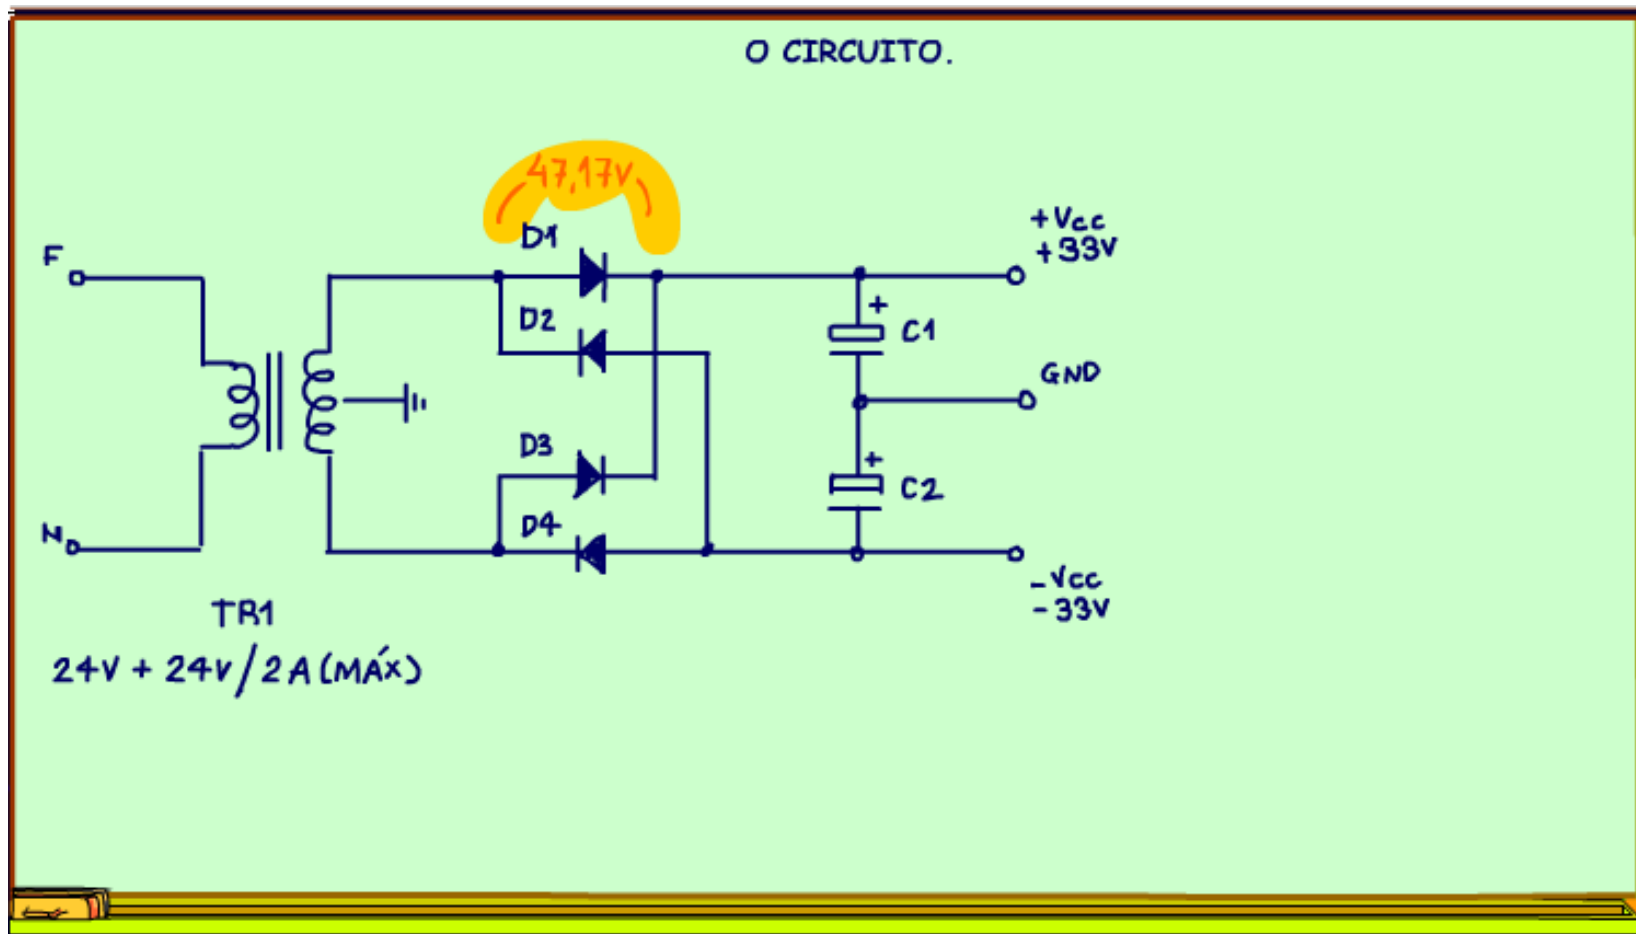 O CIRCUITO.
47,17V
D1
+Vcc
+33V
F
D2
+
C1
GND
D3
+
C2
D4
N
-Vcc
-33V
TR1
24V + 24V/2A (MÁX)